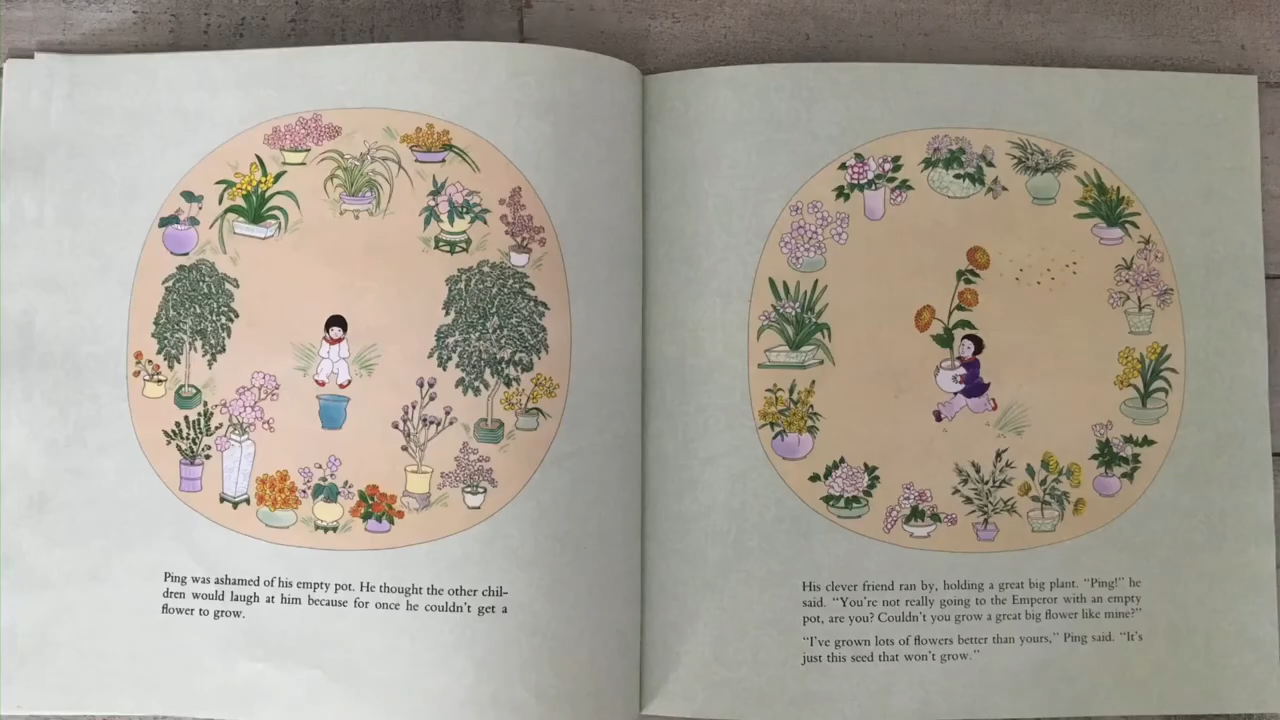 Ping was ashamed of his empty pot. He thought the other chil-
dren would laugh at him because for once he couldn't get a
flower to grow.
His clever friend ran by, holding a great big plant. "Ping!" he
said. "You're not really going to the Emperor with an empty
pot, are you? Couldn't you grow a great big flower like mine?"
"I've grown lots of flowers better than yours," Ping said. "It's
just this seed that won't grow."